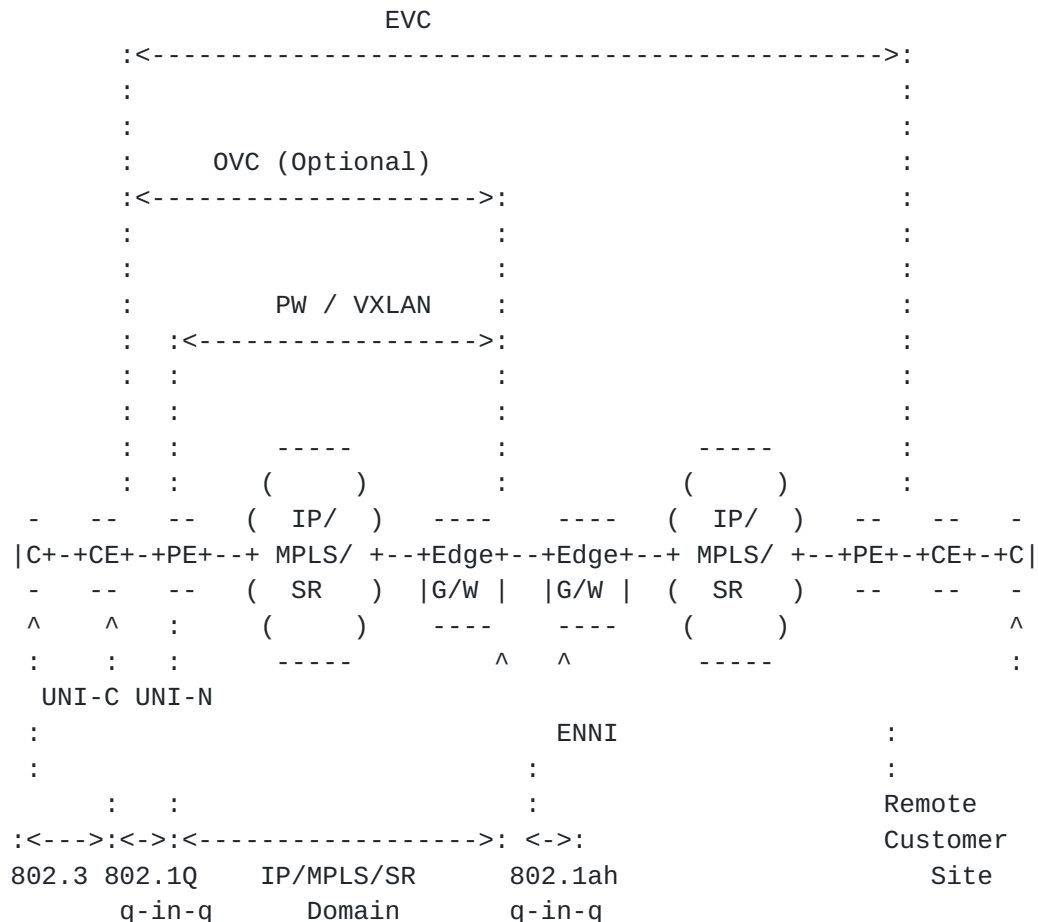 EVC
:<----------------------------------------------->:
: :
: :
: OVC (Optional) :
:<--------------------->: :
: : :
: : :
: PW / VXLAN : :
: :<------------------>: :
: : : :
: : : :
: : ----- : ----- :
: : ( ) : ( ) :
- -- -- ( IP/ ) ---- ---- ( IP/ ) -- -- -
|C+-+CE+-+PE+--+ MPLS/ +--+Edge+--+Edge+--+ MPLS/ +--+PE+-+CE+-+C|
- -- -- ( SR ) |G/W | |G/W | ( SR ) -- -- -
^ ^ : ( ) ---- ---- ( ) ^
: : : ----- ^ ^ ----- :
UNI-C UNI-N
: ENNI :
: : :
: : : Remote
:<--->:<->:<------------------>: <->: Customer
802.3 802.1Q IP/MPLS/SR 802.1ah Site
q-in-q Domain q-in-q